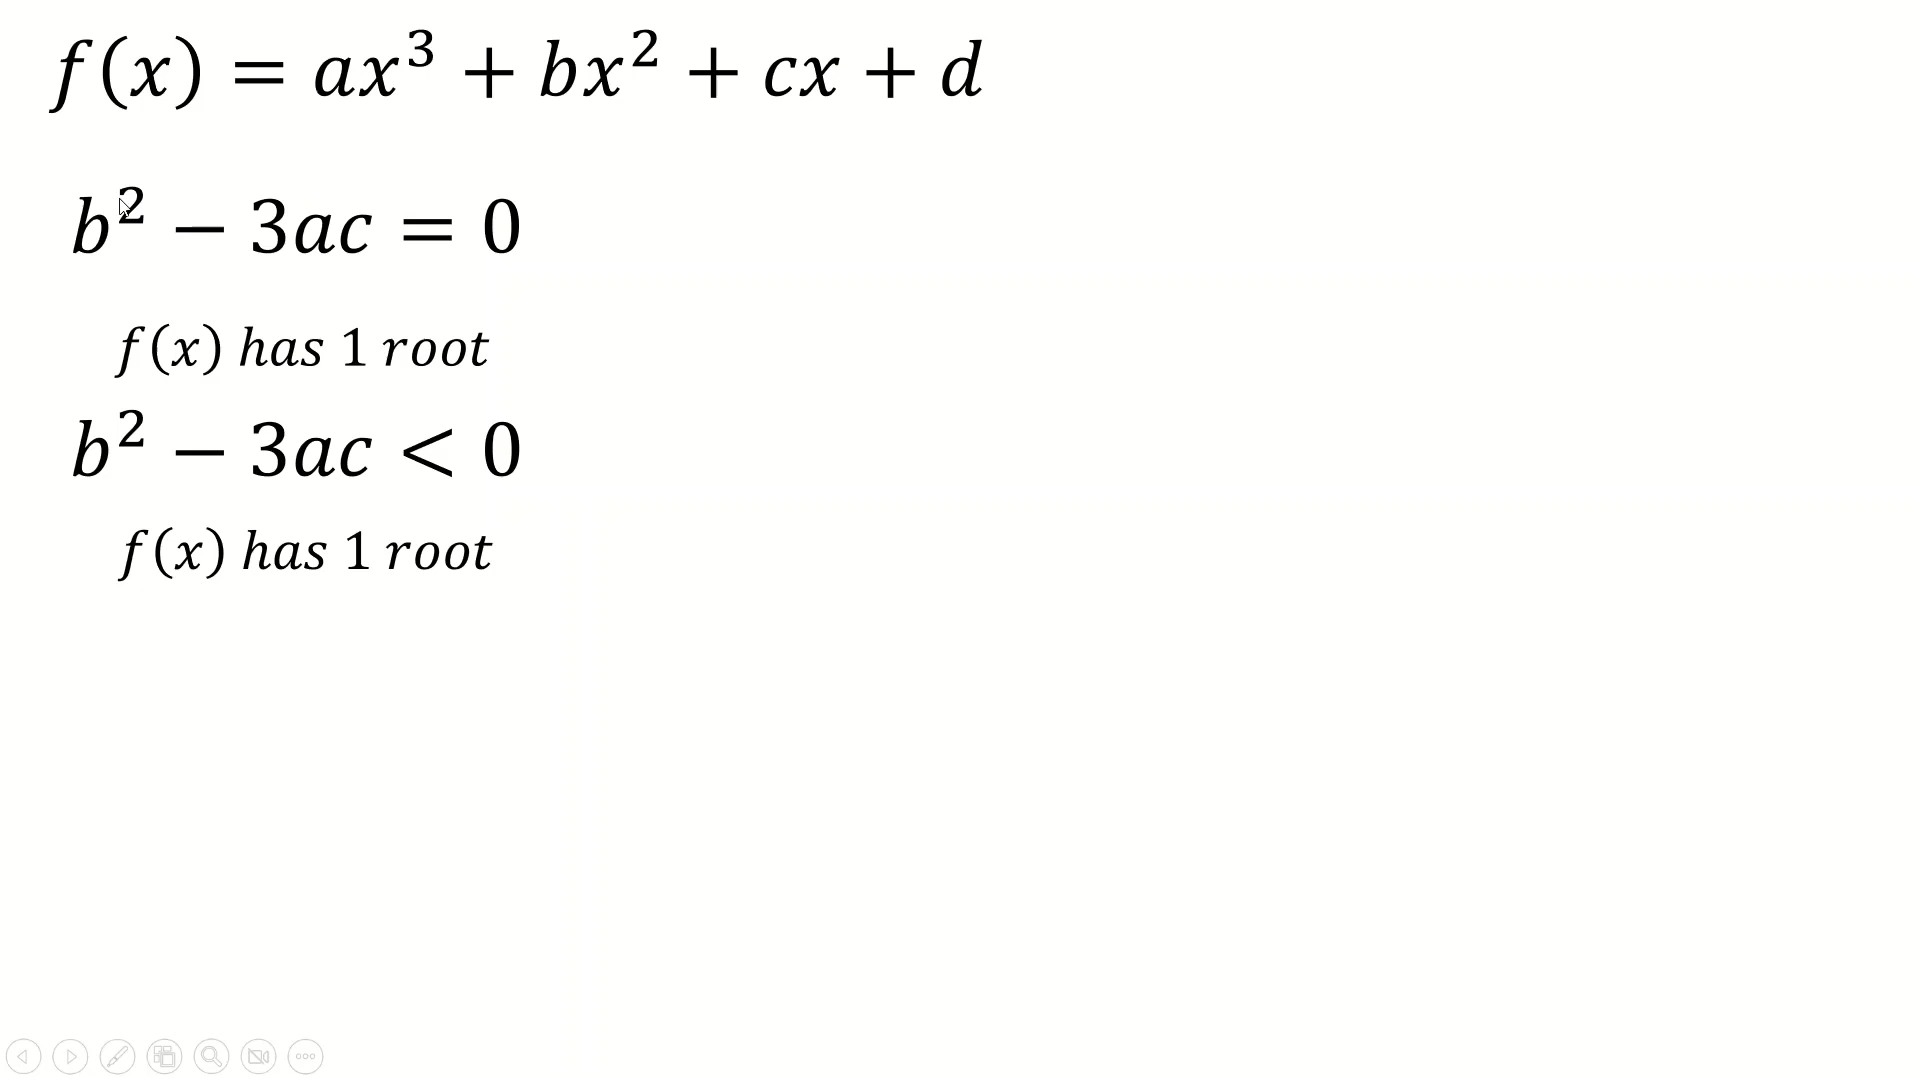 f(x) = ax³ + bx² + cx + d
b² − 3ac = 0
f(x) has 1 root
b² − 3ac < 0
f(x) has 1 root